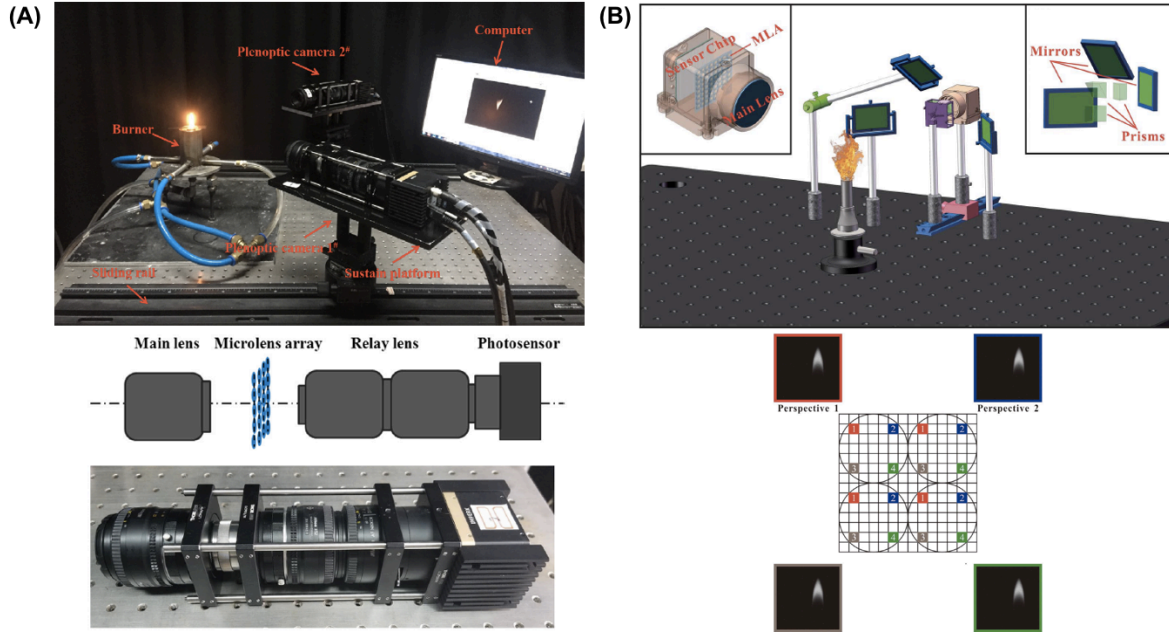 (A)
Plenoptic camera 2#
Computer
Burner
Plenoptic camera 1#
Sustain platform
Sliding rail
Main lens
Microlens array
Relay lens
Photosensor
(B)
Sensor Chip
MLA
Main Lens
Mirrors
Prisms
Perspective 1
Perspective 2
1 2 1 2
3 4 3 4
1 2 1 2
3 4 3 4